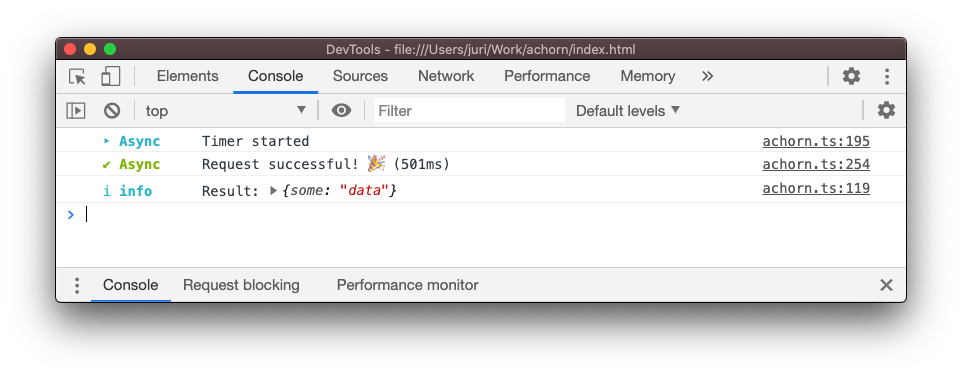 DevTools - file:///Users/juri/Work/achorn/index.html
Elements Console Sources Network Performance Memory »
top ▼ Filter Default levels ▼
▸ Async Timer started achorn.ts:195
✔ Async Request successful! 🎉 (501ms) achorn.ts:254
i info Result: ▶ {some: "data"} achorn.ts:119
>
Console Request blocking Performance monitor